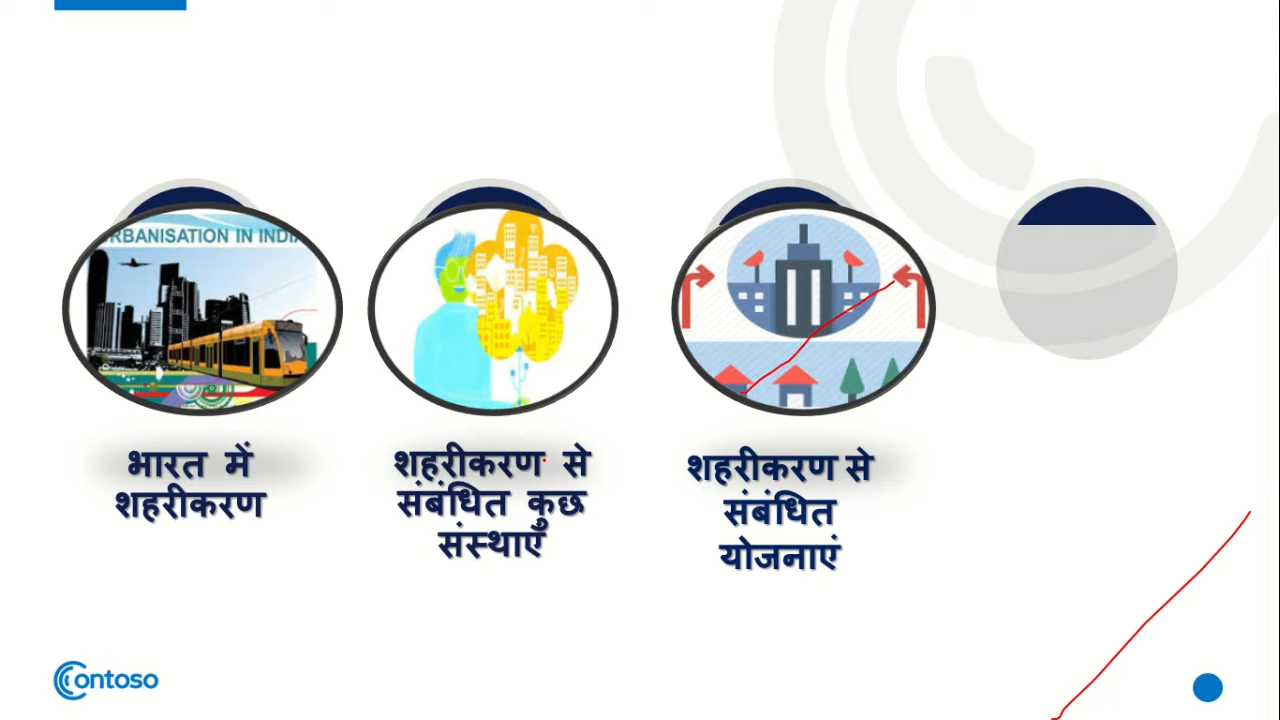 URBANISATION IN INDIA
भारत में
शहरीकरण
शहरीकरण से
संबंधित कुछ
संस्थाएँ
शहरीकरण से
संबंधित
योजनाएं
Contoso